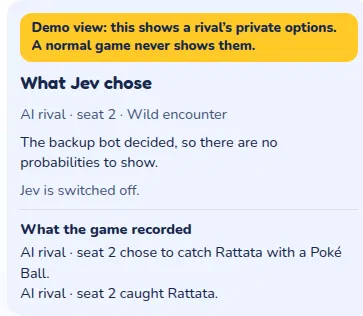 Demo view: this shows a rival's private options.
A normal game never shows them.
What Jev chose
AI rival · seat 2 · Wild encounter
The backup bot decided, so there are no
probabilities to show.
Jev is switched off.
What the game recorded
AI rival · seat 2 chose to catch Rattata with a Poké
Ball.
AI rival · seat 2 caught Rattata.